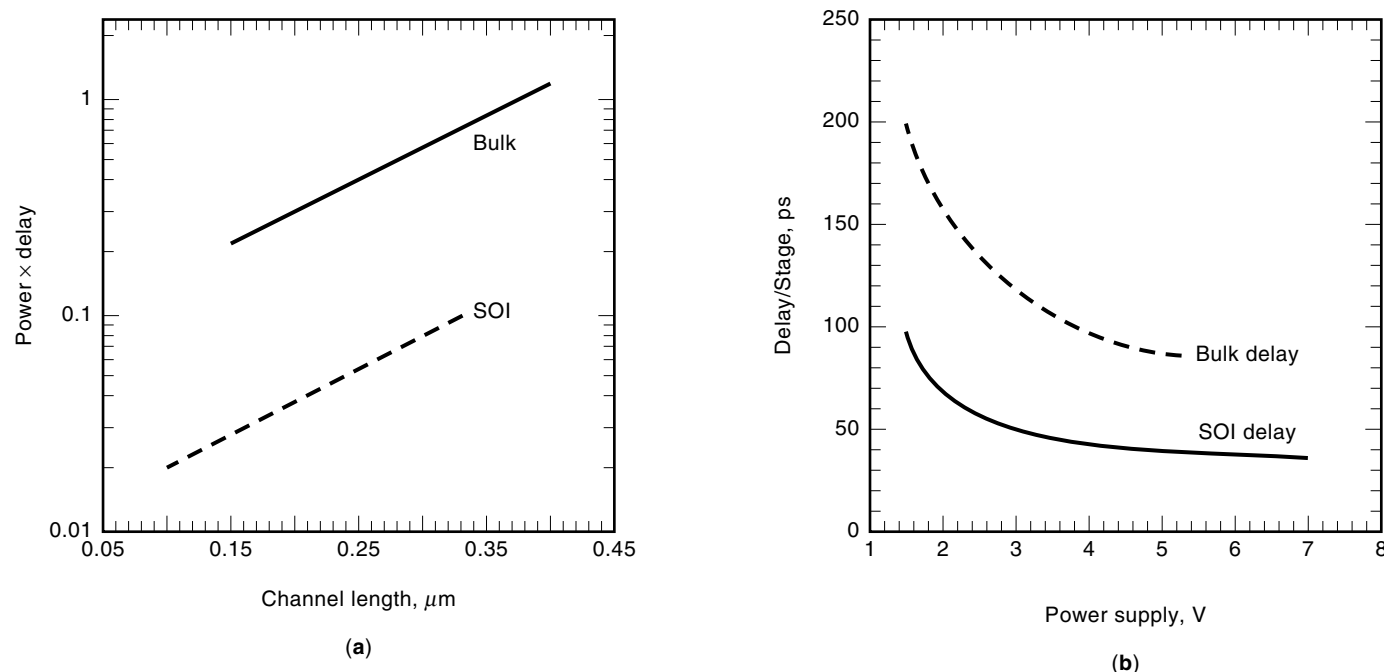 1
0.1
0.01
Power × delay
Bulk
SOI
0.05
0.15
0.25
0.35
0.45
Channel length, μm
(a)
250
200
150
100
50
0
Delay/Stage, ps
Bulk delay
SOI delay
1
2
3
4
5
6
7
8
Power supply, V
(b)